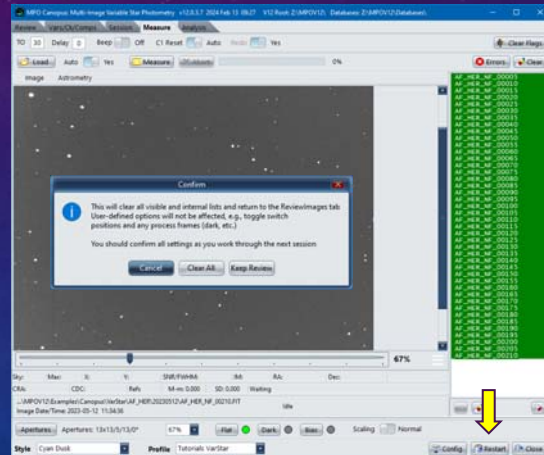 MPO Canopus: Multi-Image Variable Star Photometry v12.0.3.7 2024 Feb 13 09:27 V12 Root: Z:\MPOV12\ Databases: Z:\MPOV12\Databases\
Review Vars/Ch/Comps Session Measure Analysis
TO 30 Delay 0 Beep Off C1 Reset Auto Yes Clear Flags
Load Auto Yes Measure 0% Errors Clear
Image Astrometry
AF_HER_NF_00005
AF_HER_NF_00010
AF_HER_NF_00015
AF_HER_NF_00020
AF_HER_NF_00025
AF_HER_NF_00030
AF_HER_NF_00035
AF_HER_NF_00040
AF_HER_NF_00045
AF_HER_NF_00050
AF_HER_NF_00055
AF_HER_NF_00060
AF_HER_NF_00065
AF_HER_NF_00070
AF_HER_NF_00075
AF_HER_NF_00080
AF_HER_NF_00085
AF_HER_NF_00090
AF_HER_NF_00095
AF_HER_NF_00100
AF_HER_NF_00105
AF_HER_NF_00110
AF_HER_NF_00115
AF_HER_NF_00120
AF_HER_NF_00125
AF_HER_NF_00130
AF_HER_NF_00135
AF_HER_NF_00140
AF_HER_NF_00145
AF_HER_NF_00150
AF_HER_NF_00155
AF_HER_NF_00160
AF_HER_NF_00165
AF_HER_NF_00170
AF_HER_NF_00175
AF_HER_NF_00180
AF_HER_NF_00185
AF_HER_NF_00190
AF_HER_NF_00195
AF_HER_NF_00200
AF_HER_NF_00205
AF_HER_NF_00210
Confirm
This will clear all visible and internal lists and return to the ReviewImages tab
User-defined options will not be affected, e.g., toggle switch
positions and any process frames (dark, etc.)
You should confirm all settings as you work through the next session
Cancel Clear All Keep Review
67%
Sky: Max: X: Y: SNR/FWHM: IM: RA: Dec:
CRA: CDC: Ref: M-m: 0.000 SD: 0.000 Waiting
...\MPOV12\Examples\Canopus\VarStar\AF_HER\20230512\AF_HER_NF_00210.FIT Idle
Image Date/Time: 2023-05-12 11:34:36
Apertures Apertures: 13x13/5/13/0° 67% Flat Dark Bias Scaling Normal
Style Cyan Dusk Profile Tutorials VarStar Config Restart Close